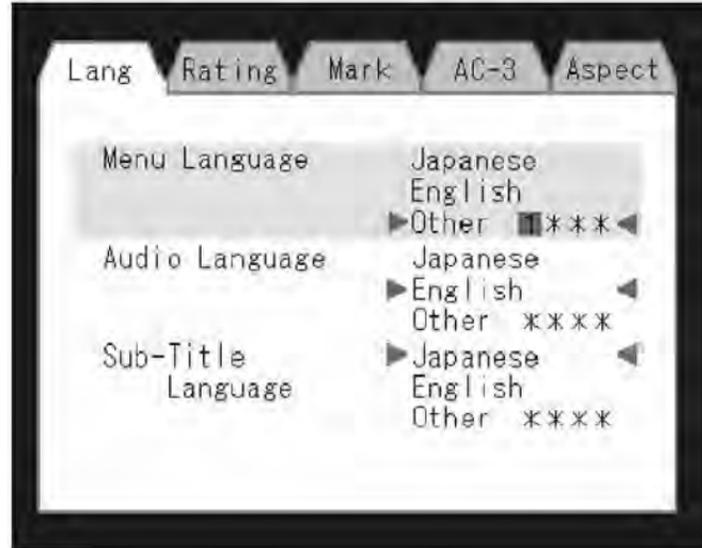 Lang Rating Mark AC-3 Aspect
Menu Language Japanese
English
▶Other 1***◀
Audio Language Japanese
▶English ◀
Other ****
Sub-Title ▶Japanese ◀
Language English
Other ****